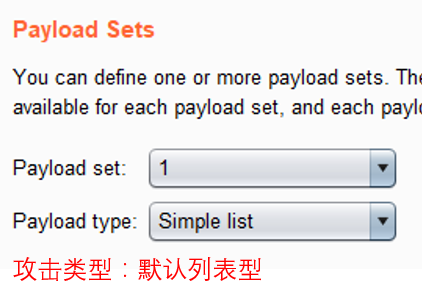 Payload Sets
You can define one or more payload sets. The
available for each payload set, and each paylo
Payload set: 1
Payload type: Simple list
攻击类型：默认列表型